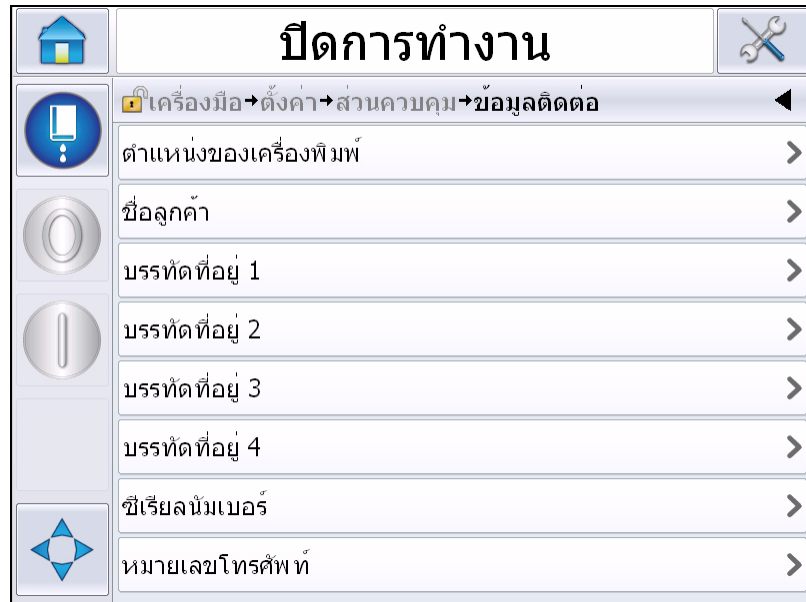 ปิดการทำงาน
เครื่องมือ→ตั้งค่า→ส่วนควบคุม→ข้อมูลติดต่อ
ตำแหน่งของเครื่องพิมพ์
ชื่อลูกค้า
บรรทัดที่อยู่ 1
บรรทัดที่อยู่ 2
บรรทัดที่อยู่ 3
บรรทัดที่อยู่ 4
ซีเรียลนัมเบอร์
หมายเลขโทรศัพท์